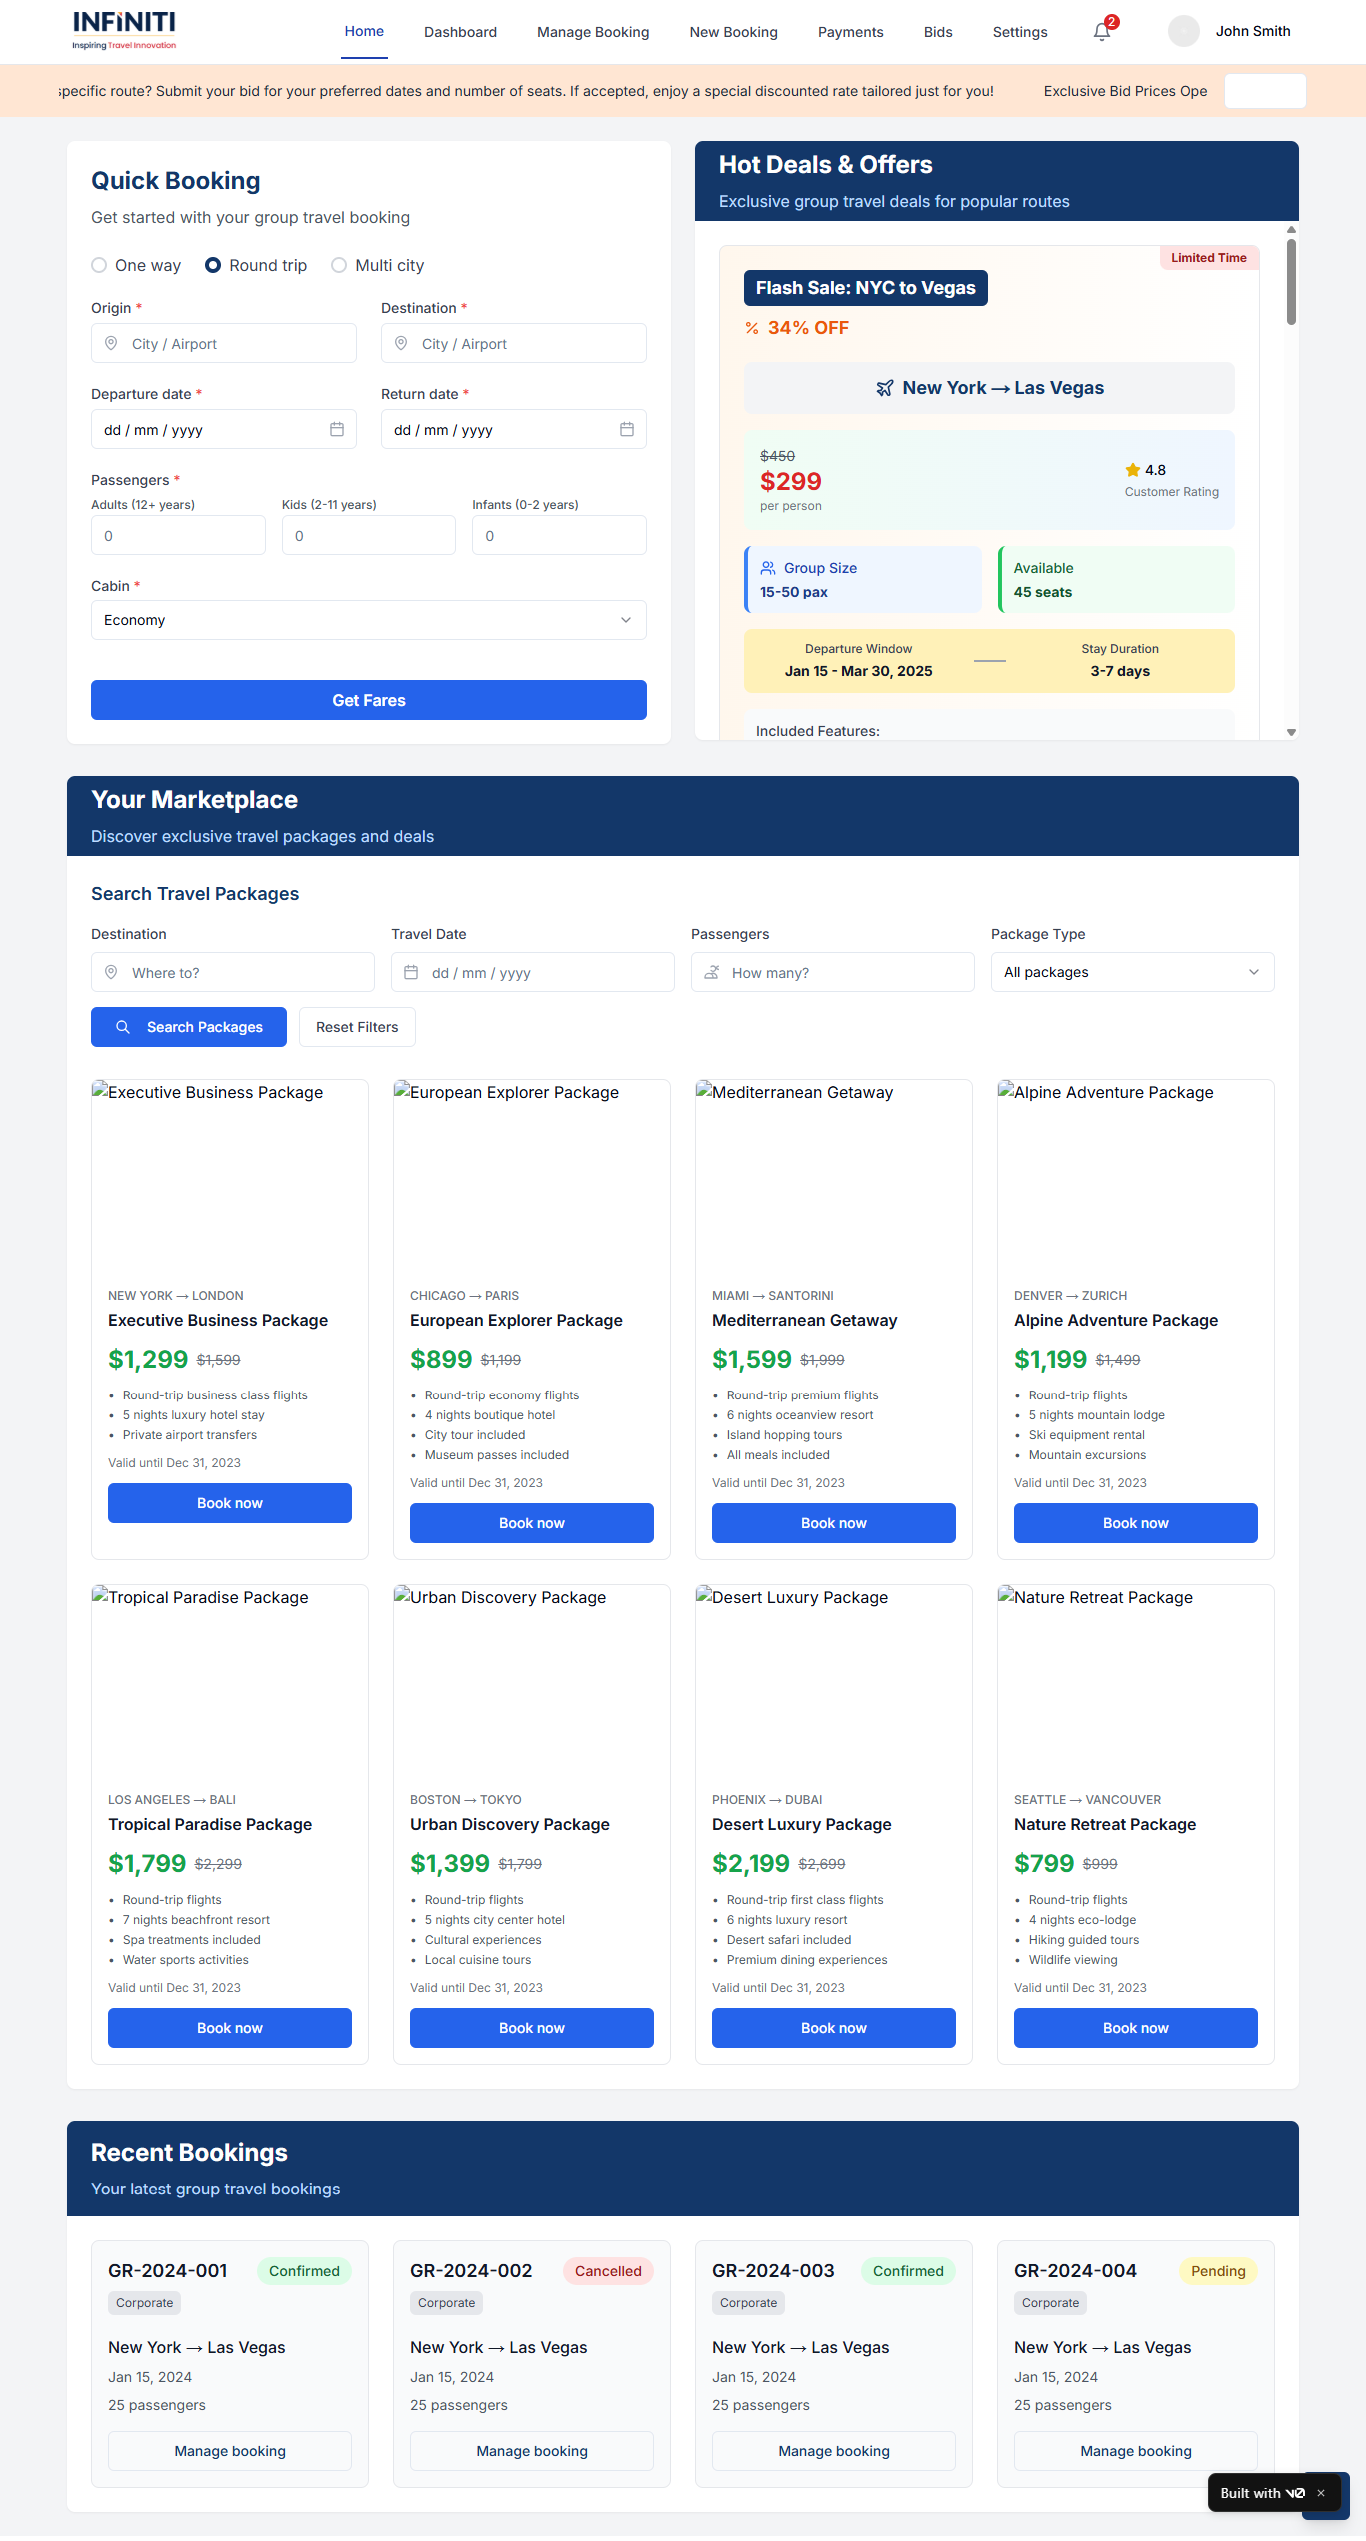 INFINITI
Inspiring Travel Innovation
Home
Dashboard
Manage Booking
New Booking
Payments
Bids
Settings
2
John Smith
specific route? Submit your bid for your preferred dates and number of seats. If accepted, enjoy a special discounted rate tailored just for you!
Exclusive Bid Prices Ope
Quick Booking
Get started with your group travel booking
One way
Round trip
Multi city
Origin *
Destination *
City / Airport
City / Airport
Departure date *
Return date *
dd / mm / yyyy
dd / mm / yyyy
Passengers *
Adults (12+ years)
Kids (2-11 years)
Infants (0-2 years)
0
0
0
Cabin *
Economy
Get Fares
Hot Deals & Offers
Exclusive group travel deals for popular routes
Limited Time
Flash Sale: NYC to Vegas
% 34% OFF
New York → Las Vegas
$450
$299
per person
4.8
Customer Rating
Group Size
15-50 pax
Available
45 seats
Departure Window
Jan 15 - Mar 30, 2025
Stay Duration
3-7 days
Included Features:
Your Marketplace
Discover exclusive travel packages and deals
Search Travel Packages
Destination
Travel Date
Passengers
Package Type
Where to?
dd / mm / yyyy
How many?
All packages
Search Packages
Reset Filters
Executive Business Package
NEW YORK → LONDON
Executive Business Package
$1,299 $1,599
• Round-trip business class flights
• 5 nights luxury hotel stay
• Private airport transfers
Valid until Dec 31, 2023
Book now
European Explorer Package
CHICAGO → PARIS
European Explorer Package
$899 $1,199
• Round-trip economy flights
• 4 nights boutique hotel
• City tour included
• Museum passes included
Valid until Dec 31, 2023
Book now
Mediterranean Getaway
MIAMI → SANTORINI
Mediterranean Getaway
$1,599 $1,999
• Round-trip premium flights
• 6 nights oceanview resort
• Island hopping tours
• All meals included
Valid until Dec 31, 2023
Book now
Alpine Adventure Package
DENVER → ZURICH
Alpine Adventure Package
$1,199 $1,499
• Round-trip flights
• 5 nights mountain lodge
• Ski equipment rental
• Mountain excursions
Valid until Dec 31, 2023
Book now
Tropical Paradise Package
LOS ANGELES → BALI
Tropical Paradise Package
$1,799 $2,299
• Round-trip flights
• 7 nights beachfront resort
• Spa treatments included
• Water sports activities
Valid until Dec 31, 2023
Book now
Urban Discovery Package
BOSTON → TOKYO
Urban Discovery Package
$1,399 $1,799
• Round-trip flights
• 5 nights city center hotel
• Cultural experiences
• Local cuisine tours
Valid until Dec 31, 2023
Book now
Desert Luxury Package
PHOENIX → DUBAI
Desert Luxury Package
$2,199 $2,699
• Round-trip first class flights
• 6 nights luxury resort
• Desert safari included
• Premium dining experiences
Valid until Dec 31, 2023
Book now
Nature Retreat Package
SEATTLE → VANCOUVER
Nature Retreat Package
$799 $999
• Round-trip flights
• 4 nights eco-lodge
• Hiking guided tours
• Wildlife viewing
Valid until Dec 31, 2023
Book now
Recent Bookings
Your latest group travel bookings
GR-2024-001
Confirmed
Corporate
New York → Las Vegas
Jan 15, 2024
25 passengers
Manage booking
GR-2024-002
Cancelled
Corporate
New York → Las Vegas
Jan 15, 2024
25 passengers
Manage booking
GR-2024-003
Confirmed
Corporate
New York → Las Vegas
Jan 15, 2024
25 passengers
Manage booking
GR-2024-004
Pending
Corporate
New York → Las Vegas
Jan 15, 2024
25 passengers
Manage booking
Built with v0